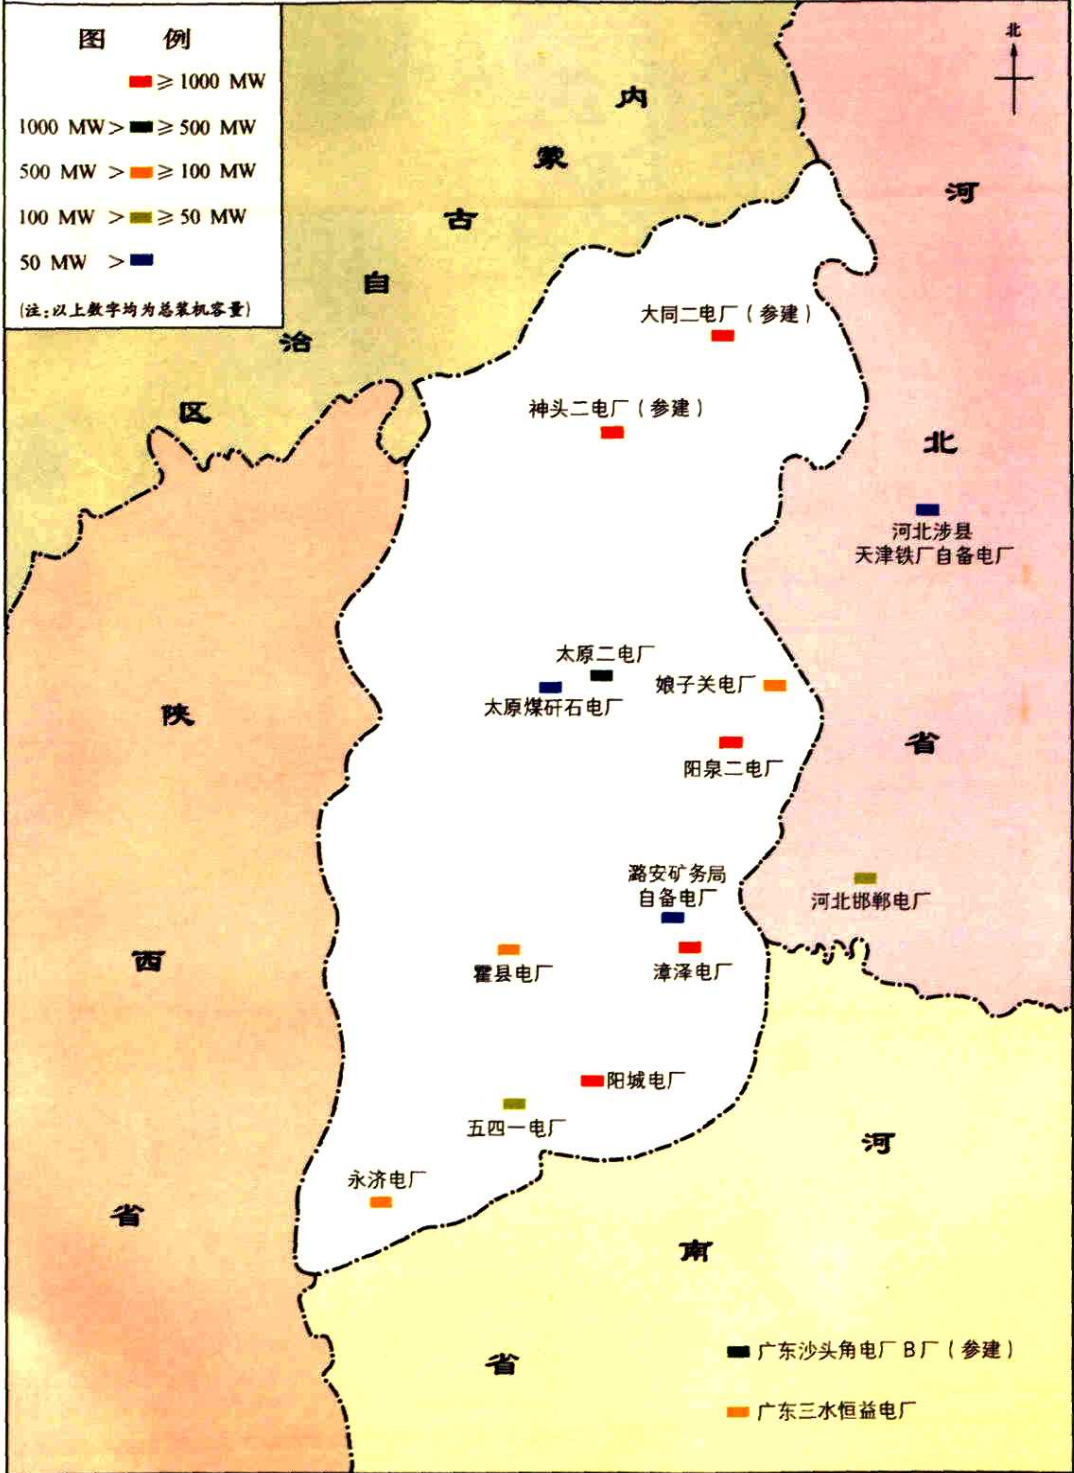 图 例
≥ 1000 MW
1000 MW > ≥ 500 MW
500 MW > ≥ 100 MW
100 MW > ≥ 50 MW
50 MW >
(注:以上数字均为总装机容量)
北
内蒙古自治区
河北省
陕西省
河南省
大同二电厂(参建)
神头二电厂(参建)
河北涉县
天津铁厂自备电厂
太原二电厂
太原煤矸石电厂
娘子关电厂
阳泉二电厂
潞安矿务局
自备电厂
河北邯郸电厂
霍县电厂
漳泽电厂
阳城电厂
五四一电厂
永济电厂
广东沙头角电厂B厂(参建)
广东三水恒益电厂